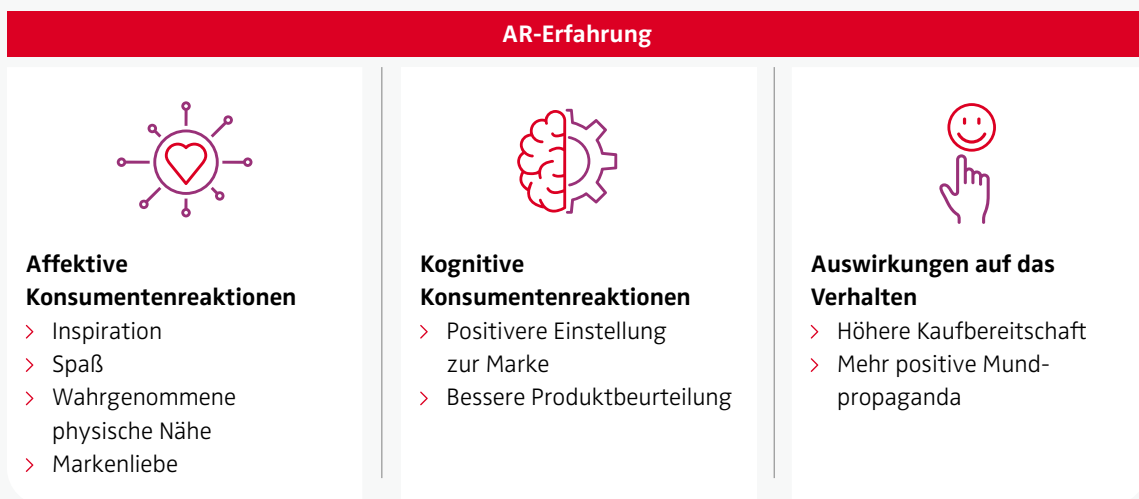 AR-Erfahrung
Affektive
Konsumentenreaktionen
> Inspiration
> Spaß
> Wahrgenommene
physische Nähe
> Markenliebe
Kognitive
Konsumentenreaktionen
> Positivere Einstellung
zur Marke
> Bessere Produktbeurteilung
Auswirkungen auf das
Verhalten
> Höhere Kaufbereitschaft
> Mehr positive Mund-
propaganda